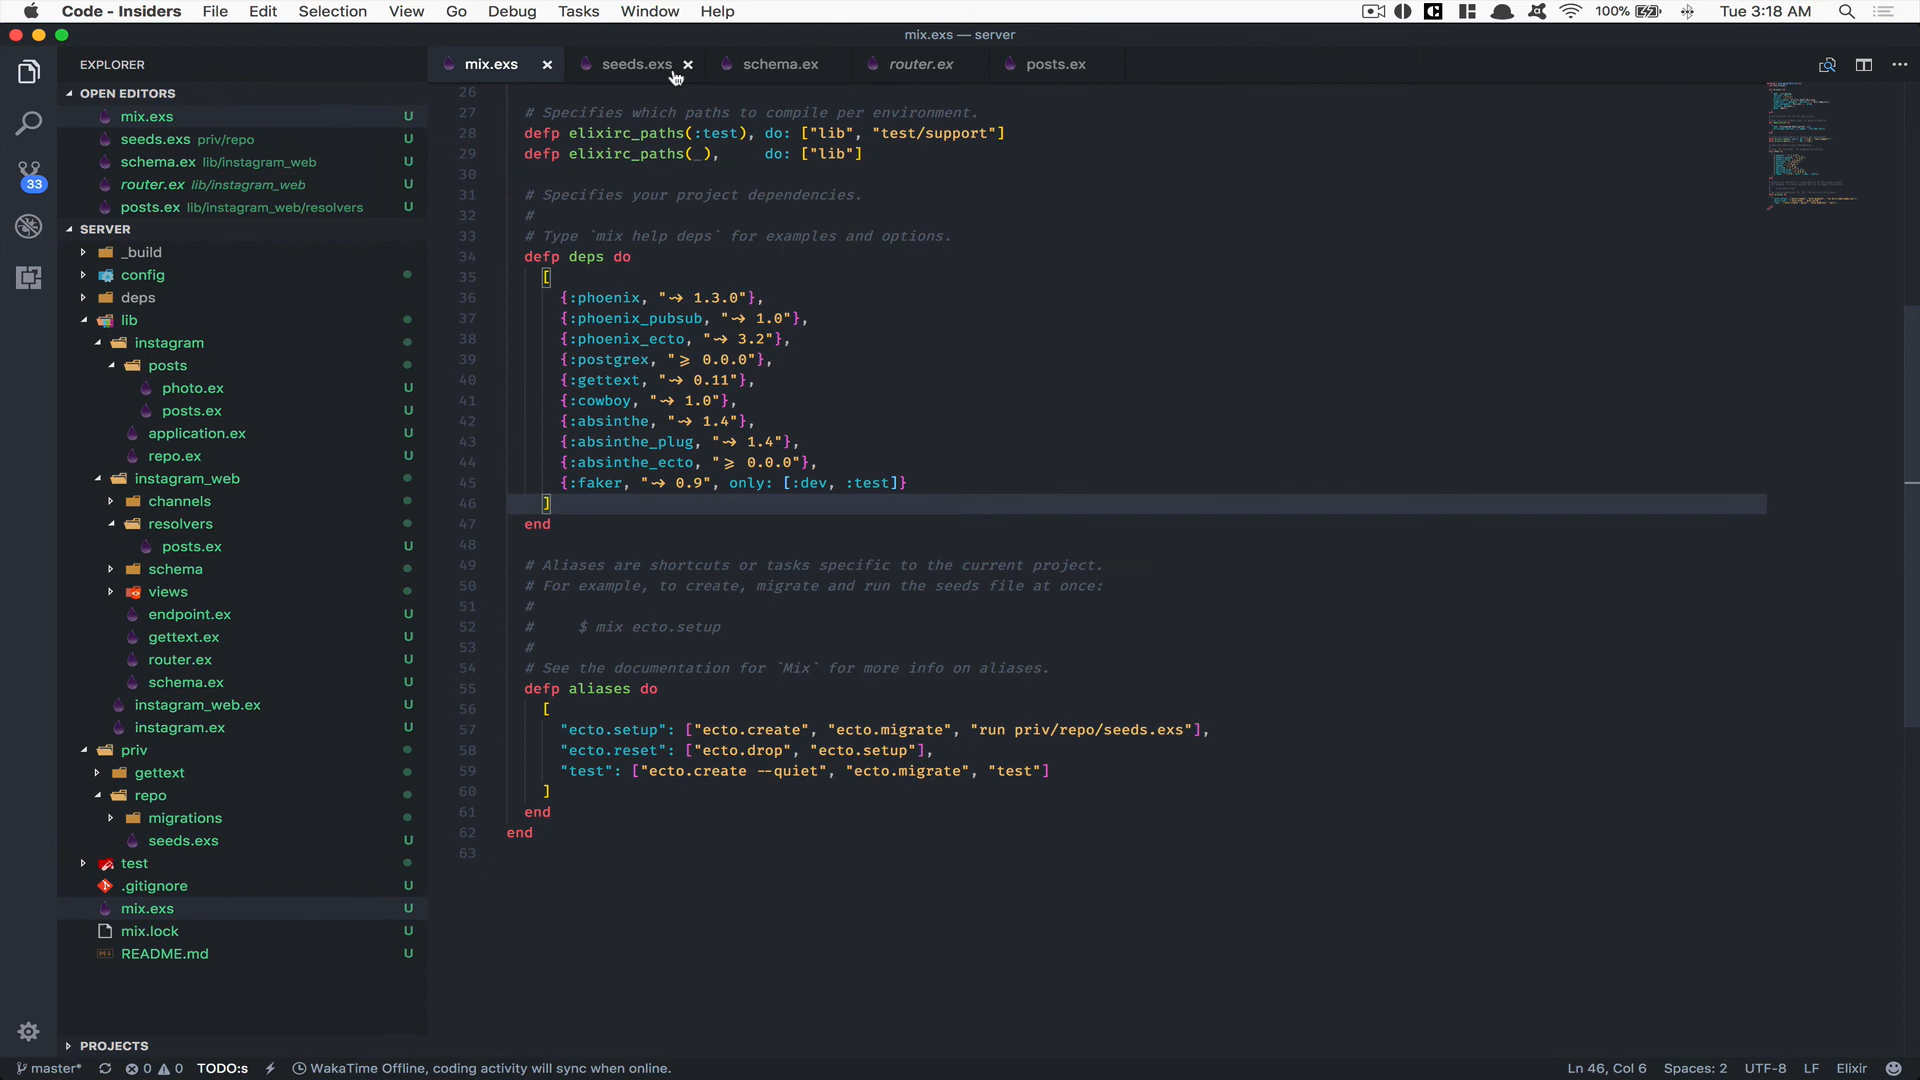 Code - Insiders File Edit Selection View Go Debug Tasks Window Help 100% Tue 3:18 AM
mix.exs — server
EXPLORER
mix.exs
seeds.exs
schema.ex
router.ex
posts.ex
OPEN EDITORS
mix.exs U
seeds.exs priv/repo U
schema.ex lib/instagram_web U
router.ex lib/instagram_web U
posts.ex lib/instagram_web/resolvers U
33
SERVER
_build
config
deps
lib
instagram
posts
photo.ex U
posts.ex U
application.ex U
repo.ex U
instagram_web
channels
resolvers
posts.ex U
schema
views
endpoint.ex U
gettext.ex U
router.ex U
schema.ex U
instagram_web.ex U
instagram.ex U
priv
gettext
repo
migrations
seeds.exs U
test
.gitignore U
mix.exs U
mix.lock U
README.md U
PROJECTS
26
27 # Specifies which paths to compile per environment.
28 defp elixirc_paths(:test), do: ["lib", "test/support"]
29 defp elixirc_paths(_), do: ["lib"]
30
31 # Specifies your project dependencies.
32 #
33 # Type `mix help deps` for examples and options.
34 defp deps do
35 [
36 {:phoenix, "~> 1.3.0"},
37 {:phoenix_pubsub, "~> 1.0"},
38 {:phoenix_ecto, "~> 3.2"},
39 {:postgrex, ">= 0.0.0"},
40 {:gettext, "~> 0.11"},
41 {:cowboy, "~> 1.0"},
42 {:absinthe, "~> 1.4"},
43 {:absinthe_plug, "~> 1.4"},
44 {:absinthe_ecto, ">= 0.0.0"},
45 {:faker, "~> 0.9", only: [:dev, :test]}
46 ]
47 end
48
49 # Aliases are shortcuts or tasks specific to the current project.
50 # For example, to create, migrate and run the seeds file at once:
51 #
52 # $ mix ecto.setup
53 #
54 # See the documentation for `Mix` for more info on aliases.
55 defp aliases do
56 [
57 "ecto.setup": ["ecto.create", "ecto.migrate", "run priv/repo/seeds.exs"],
58 "ecto.reset": ["ecto.drop", "ecto.setup"],
59 "test": ["ecto.create --quiet", "ecto.migrate", "test"]
60 ]
61 end
62 end
63
master* 0 0 TODO:s WakaTime Offline, coding activity will sync when online. Ln 46, Col 6 Spaces: 2 UTF-8 LF Elixir